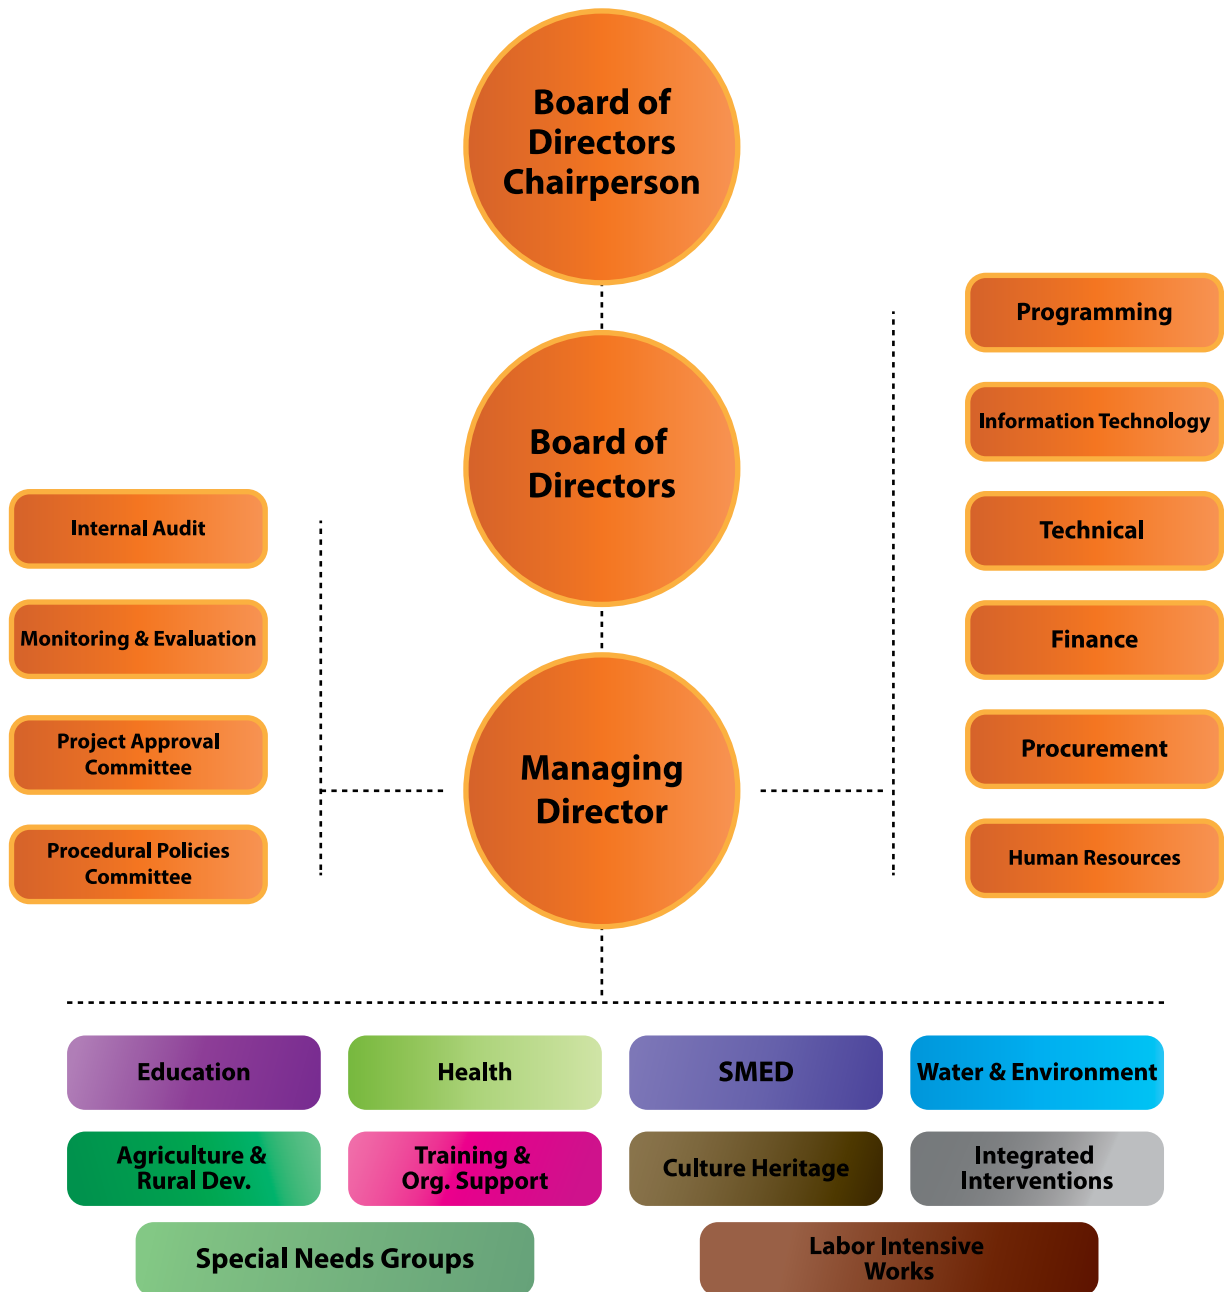 Board of
Directors
Chairperson
Board of
Directors
Managing
Director
Internal Audit
Monitoring & Evaluation
Project Approval
Committee
Procedural Policies
Committee
Programming
Information Technology
Technical
Finance
Procurement
Human Resources
Education
Health
SMED
Water & Environment
Agriculture &
Rural Dev.
Training &
Org. Support
Culture Heritage
Integrated
Interventions
Special Needs Groups
Labor Intensive
Works